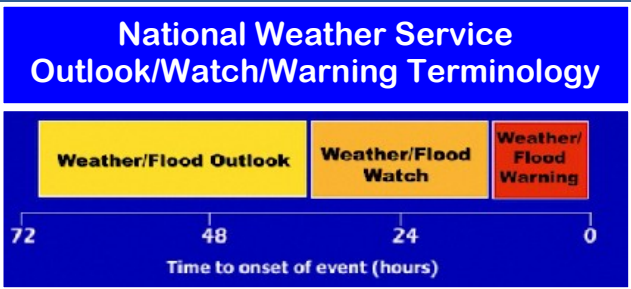 National Weather Service
Outlook/Watch/Warning Terminology
Weather/Flood Outlook
Weather/Flood
Watch
Weather/
Flood
Warning
72
48
24
0
Time to onset of event (hours)